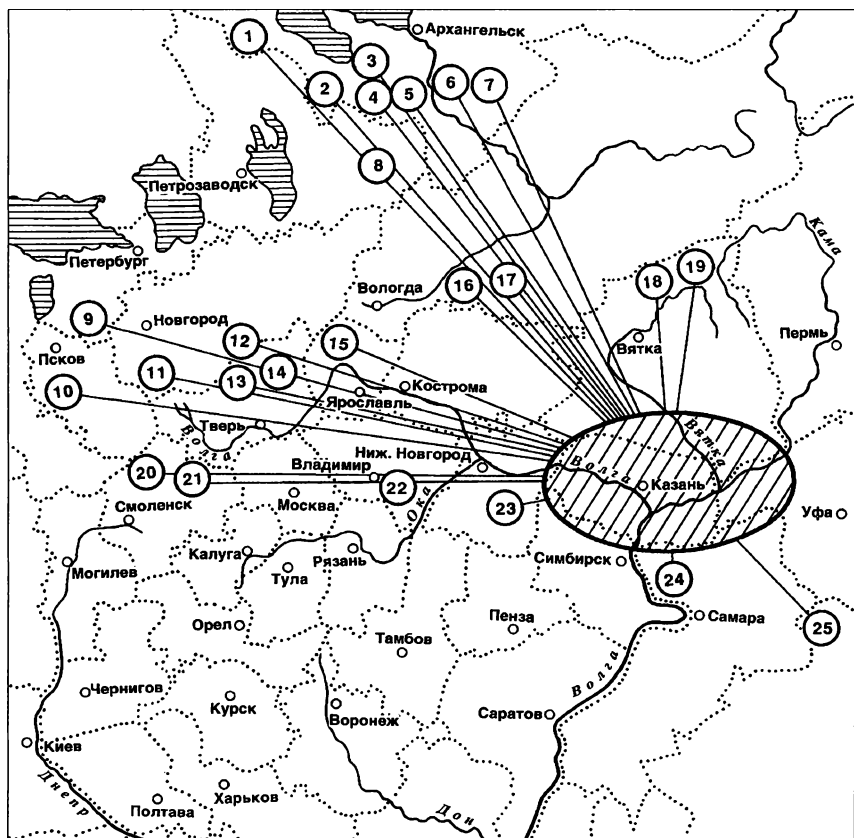 1
Архангельск
3
2
4
5
6
7
8
Петрозаводск
Петербург
Кама
Вологда
16
17
18
19
9
Новгород
12
15
Вятка
Пермь
Псков
11
13
14
10
Кострома
Ярославль
Тверь
Волга
Ниж. Новгород
Вятка
Волга
20
21
Владимир
22
Казань
Москва
Ока
23
Смоленск
Уфа
Калуга
Рязань
Симбирск
Могилев
Тула
24
Орел
Пенза
Самара
25
Тамбов
Чернигов
Курск
Воронеж
Саратов
Волга
Киев
Днепр
Харьков
Полтава
Дон